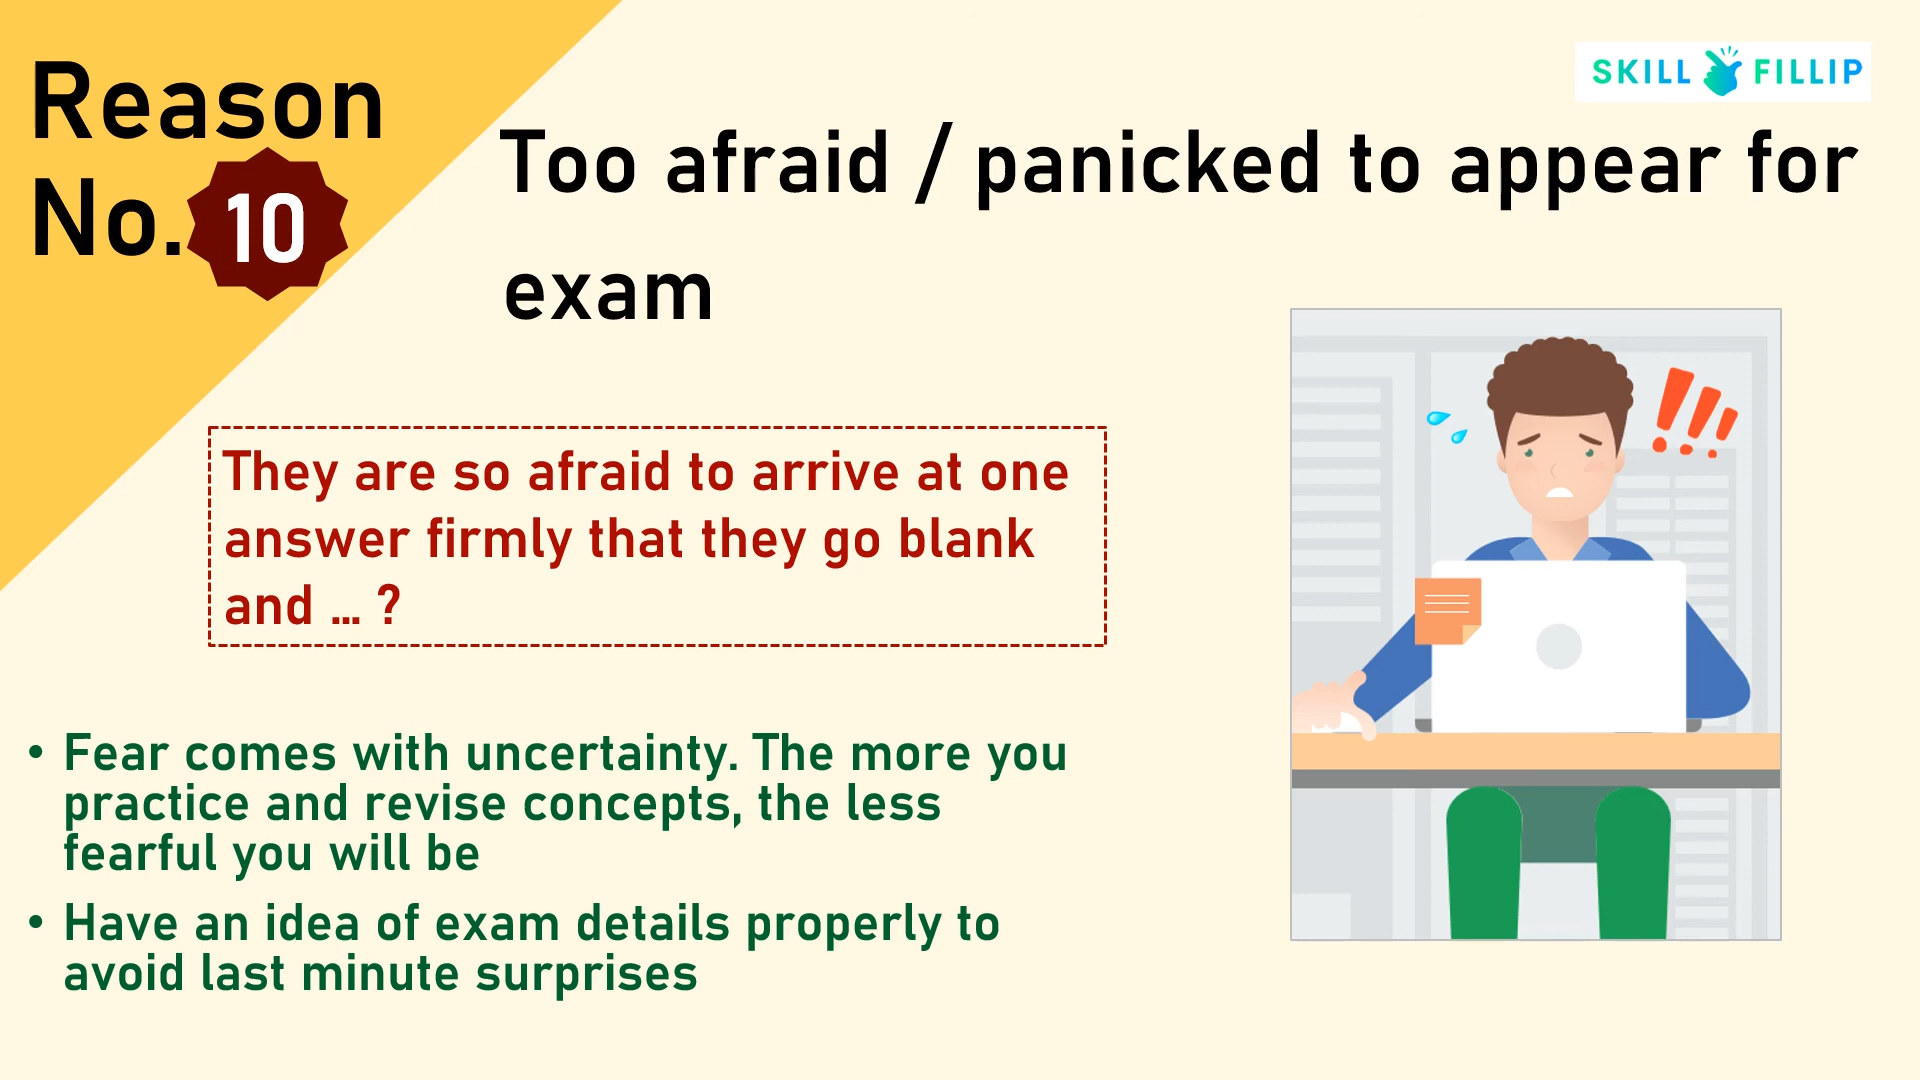 Reason
No. 10
SKILL FILLIP
Too afraid / panicked to appear for
exam
They are so afraid to arrive at one
answer firmly that they go blank
and ... ?
• Fear comes with uncertainty. The more you
practice and revise concepts, the less
fearful you will be
• Have an idea of exam details properly to
avoid last minute surprises